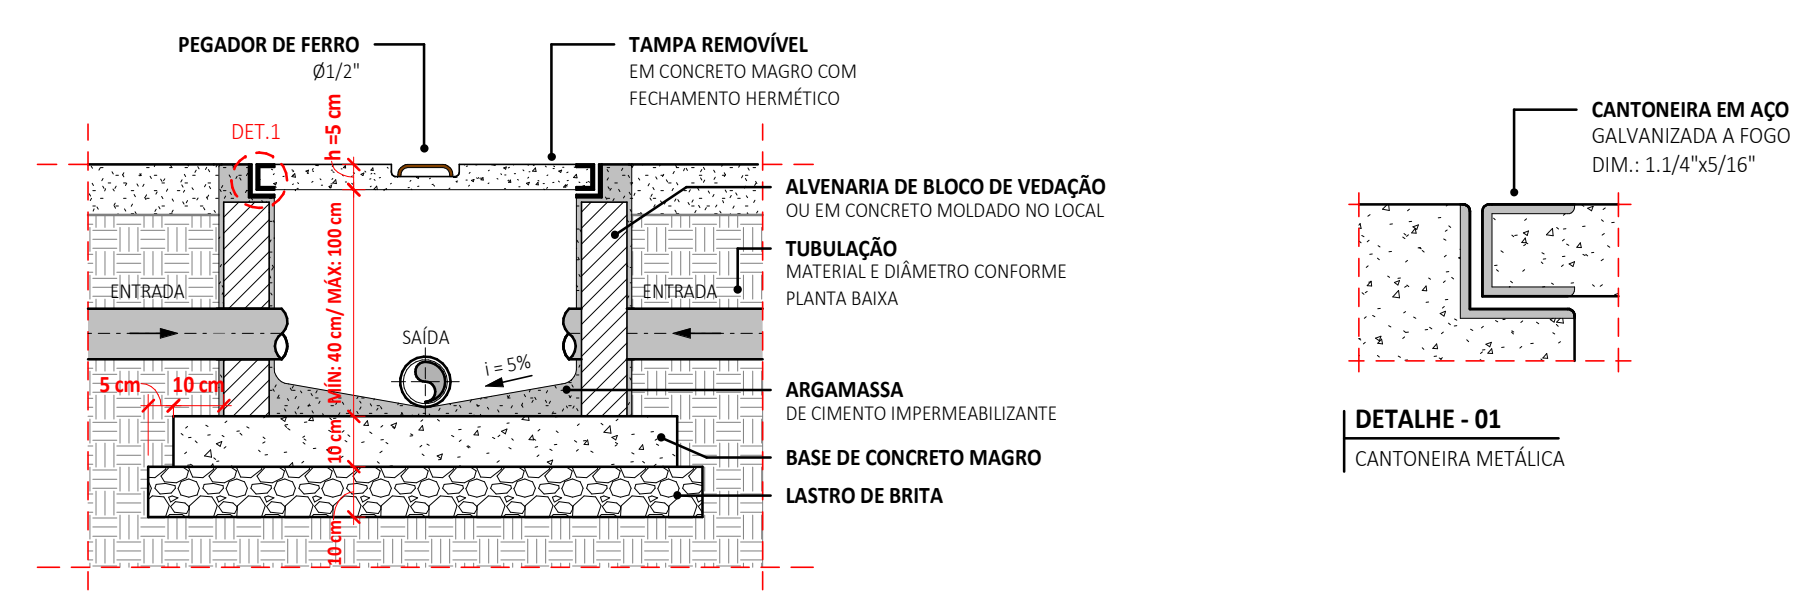 PEGADOR DE FERRO
Ø1/2"
TAMPA REMOVÍVEL
EM CONCRETO MAGRO COM
FECHAMENTO HERMÉTICO
DET.1
h =5 cm
ALVENARIA DE BLOCO DE VEDAÇÃO
OU EM CONCRETO MOLDADO NO LOCAL
TUBULAÇÃO
MATERIAL E DIÂMETRO CONFORME
PLANTA BAIXA
ENTRADA
ENTRADA
MÍN: 40 cm/ MÁX: 100 cm
SAÍDA
i = 5%
5 cm
10 cm
ARGAMASSA
DE CIMENTO IMPERMEABILIZANTE
10 cm
BASE DE CONCRETO MAGRO
LASTRO DE BRITA
10 cm
CANTONEIRA EM AÇO
GALVANIZADA A FOGO
DIM.: 1.1/4"x5/16"
DETALHE - 01
CANTONEIRA METÁLICA